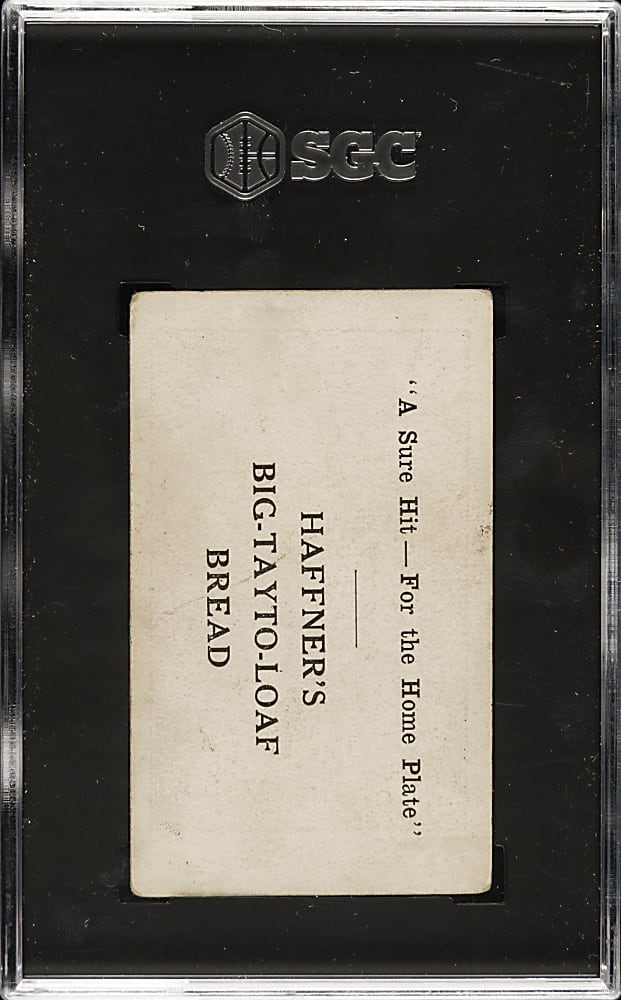 SGC
"A Sure Hit — For the Home Plate"
HAFFNER'S
BIG-TAYTO-LOAF
BREAD